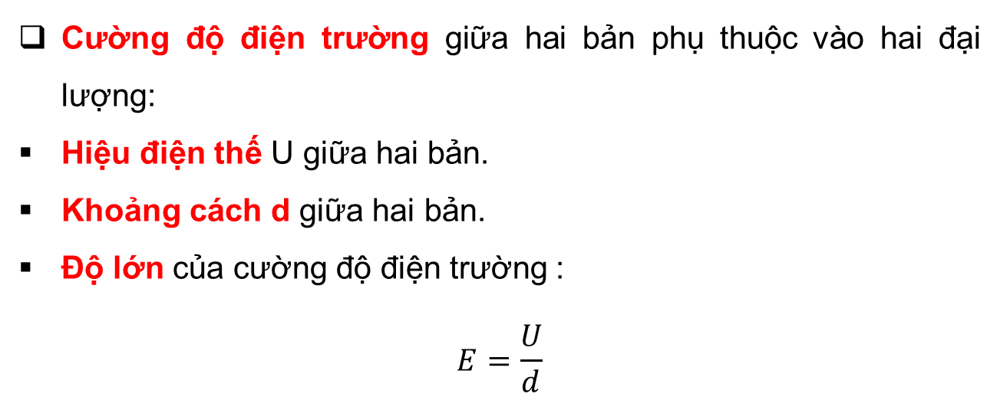 ❑ Cường độ điện trường giữa hai bản phụ thuộc vào hai đại
lượng:
▪ Hiệu điện thế U giữa hai bản.
▪ Khoảng cách d giữa hai bản.
▪ Độ lớn của cường độ điện trường :
E = U/d